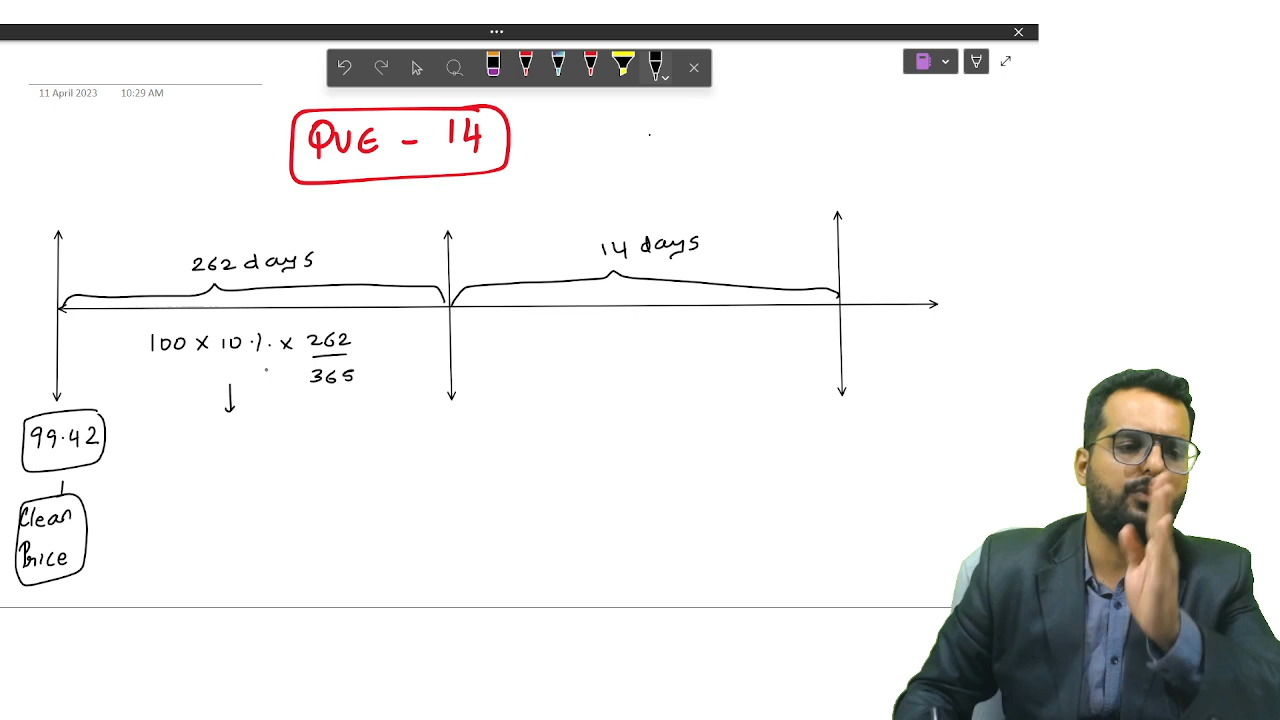 11 April 2023 10:29 AM
QUE - 14
262 days
14 days
100 x 10 % x 262
365
99.42
Clean
Price